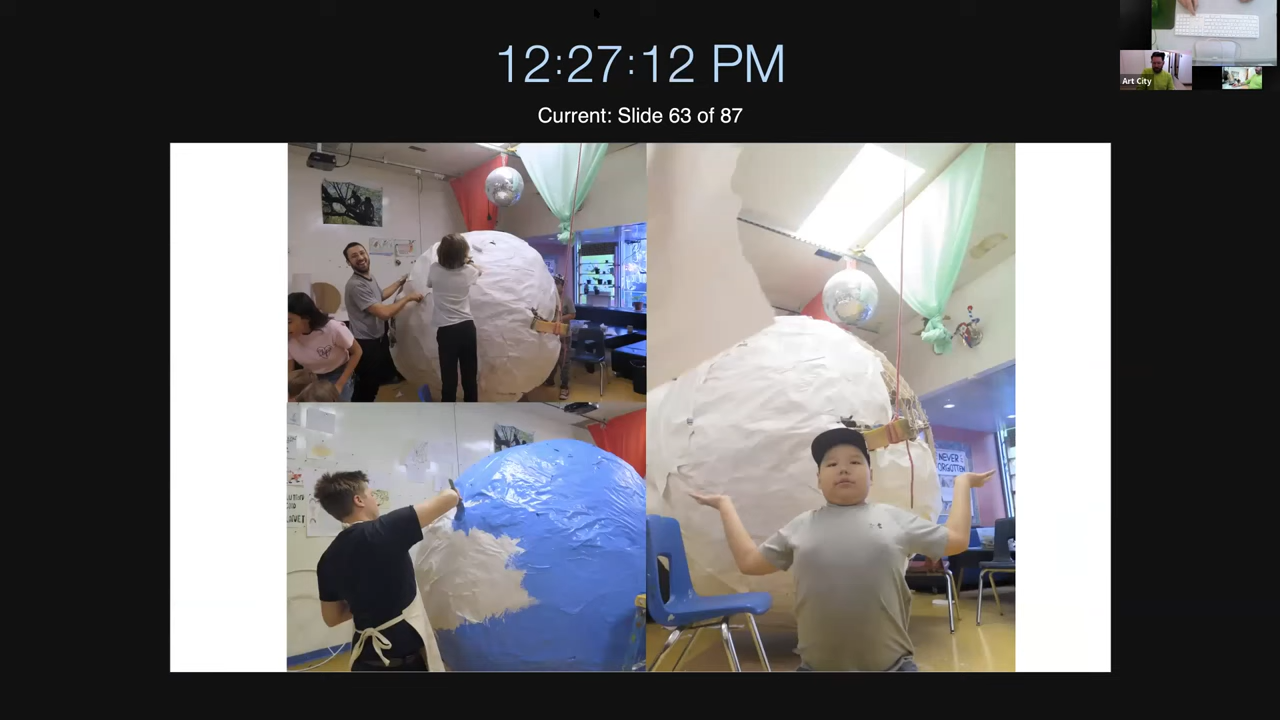 12:27:12 PM
Art City
Current: Slide 63 of 87
NEVER
FORGOTTEN